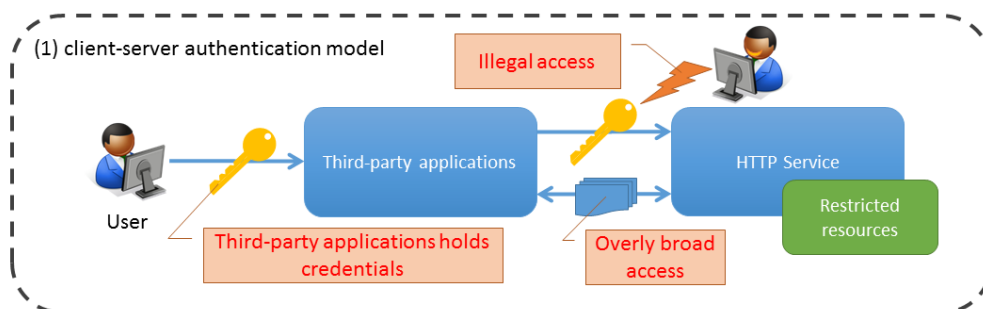 (1) client-server authentication model
Illegal access
Third-party applications
HTTP Service
User
Restricted
resources
Third-party applications holds
credentials
Overly broad
access